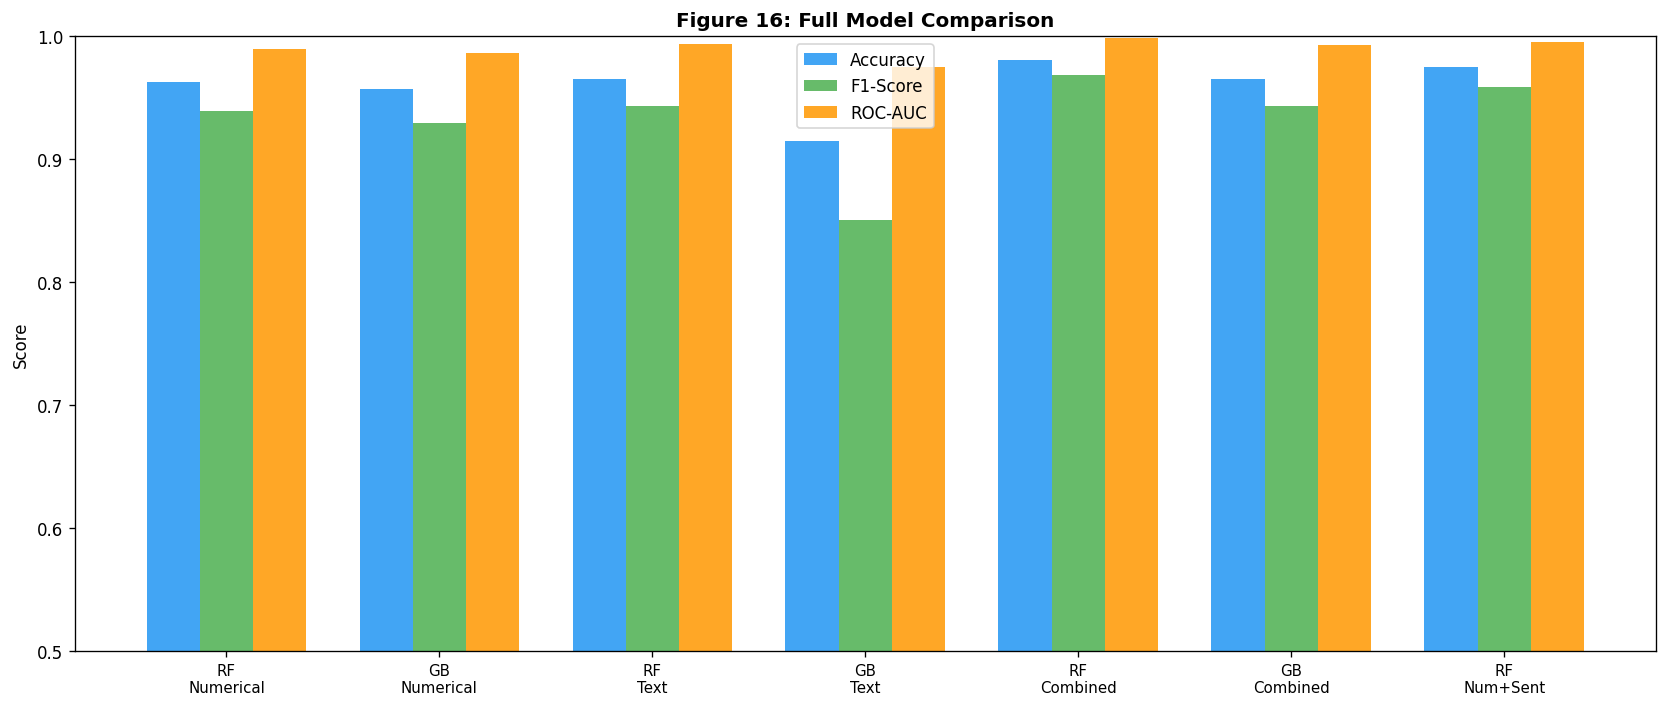 Figure 16: Full Model Comparison
1.0
0.9
0.8
0.7
0.6
0.5
Score
Accuracy
F1-Score
ROC-AUC
RF
Numerical
GB
Numerical
RF
Text
GB
Text
RF
Combined
GB
Combined
RF
Num+Sent